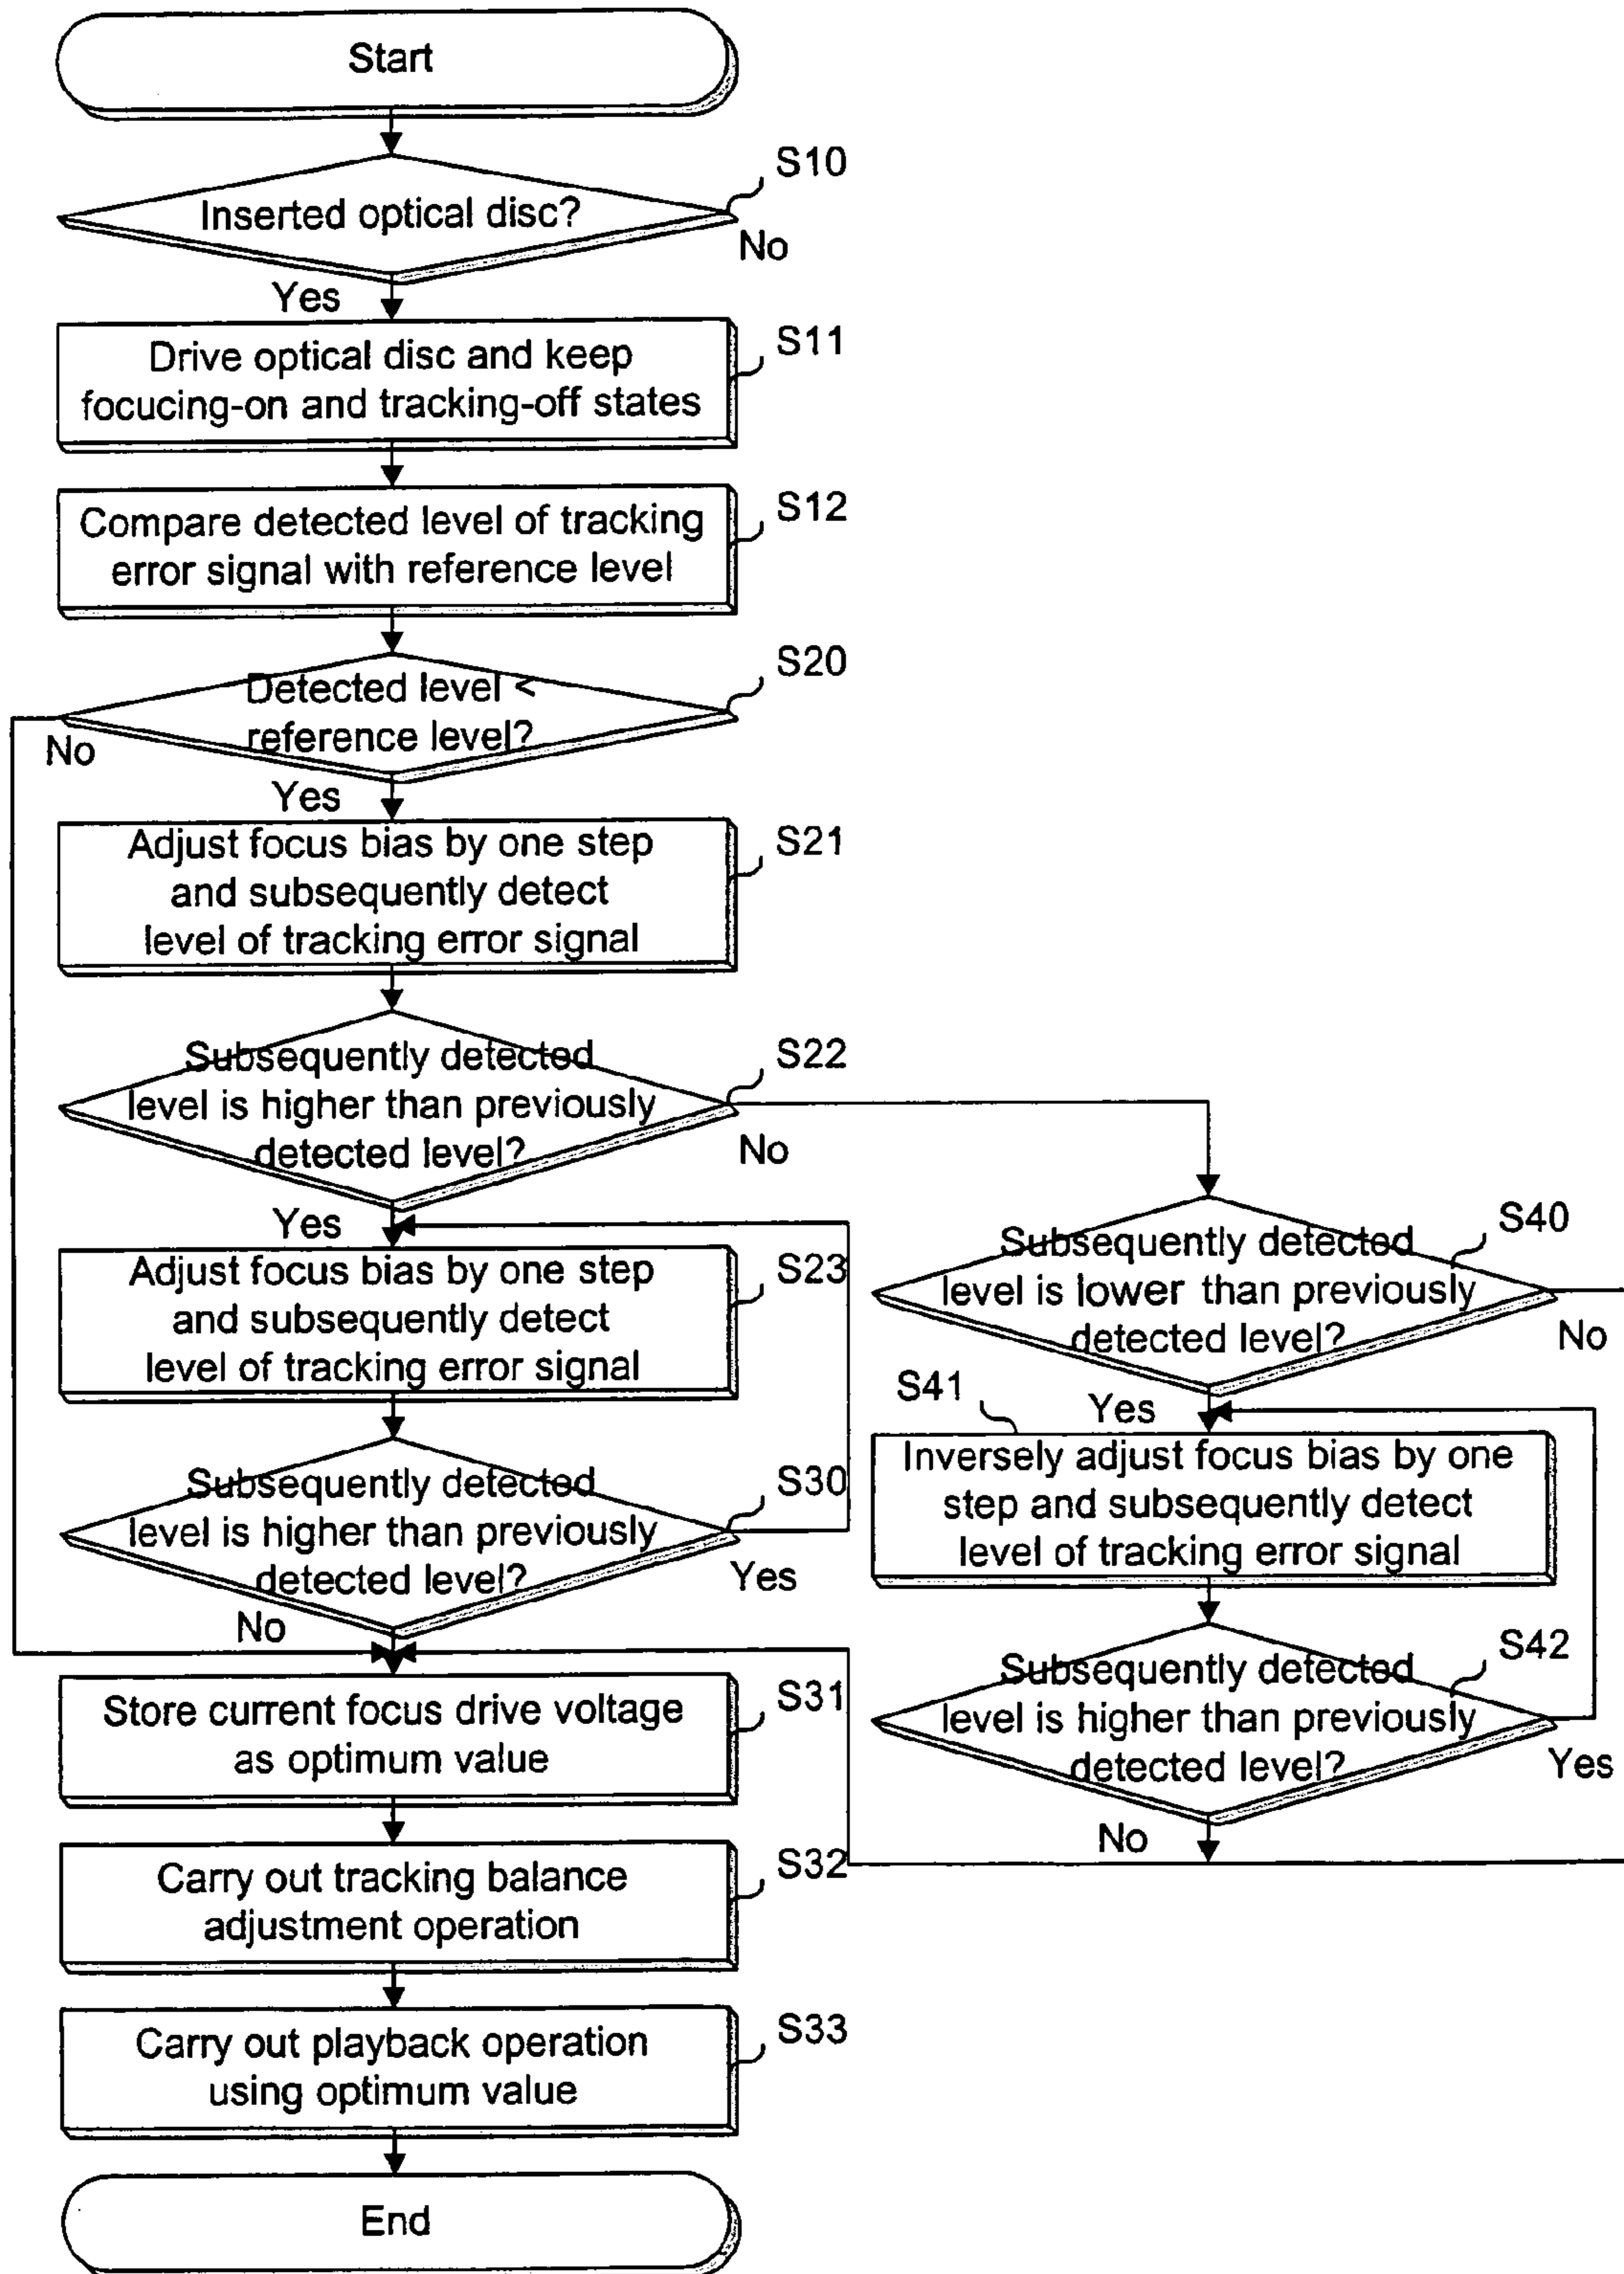 Start
S10
Inserted optical disc?
No
Yes
S11
Drive optical disc and keep
focucing-on and tracking-off states
S12
Compare detected level of tracking
error signal with reference level
S20
Detected level <
reference level?
No
Yes
S21
Adjust focus bias by one step
and subsequently detect
level of tracking error signal
S22
Subsequently detected
level is higher than previously
detected level?
No
Yes
S23
Adjust focus bias by one step
and subsequently detect
level of tracking error signal
S30
Subsequently detected
level is higher than previously
detected level?
Yes
No
S40
Subsequently detected
level is lower than previously
detected level?
No
Yes
S41
Inversely adjust focus bias by one
step and subsequently detect
level of tracking error signal
S42
Subsequently detected
level is higher than previously
detected level?
Yes
No
S31
Store current focus drive voltage
as optimum value
S32
Carry out tracking balance
adjustment operation
S33
Carry out playback operation
using optimum value
End